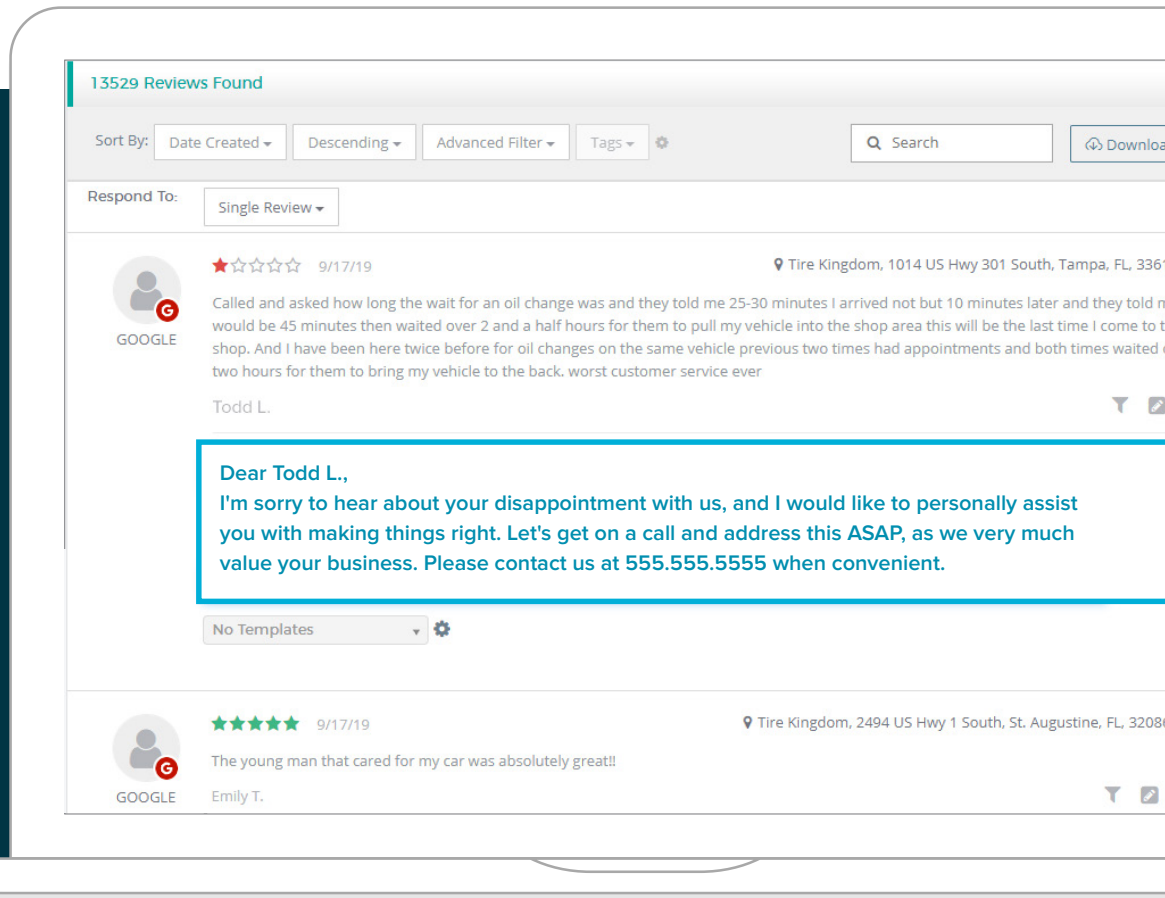 13529 Reviews Found
Sort By: Date Created Descending Advanced Filter Tags Search Downloa
Respond To: Single Review
9/17/19 Tire Kingdom, 1014 US Hwy 301 South, Tampa, FL, 3361
Called and asked how long the wait for an oil change was and they told me 25-30 minutes I arrived not but 10 minutes later and they told m
would be 45 minutes then waited over 2 and a half hours for them to pull my vehicle into the shop area this will be the last time I come to t
shop. And I have been here twice before for oil changes on the same vehicle previous two times had appointments and both times waited
two hours for them to bring my vehicle to the back. worst customer service ever
G
GOOGLE
Todd L.
Dear Todd L.,
I'm sorry to hear about your disappointment with us, and I would like to personally assist
you with making things right. Let's get on a call and address this ASAP, as we very much
value your business. Please contact us at 555.555.5555 when convenient.
No Templates
9/17/19 Tire Kingdom, 2494 US Hwy 1 South, St. Augustine, FL, 32086
The young man that cared for my car was absolutely great!!
G
GOOGLE Emily T.